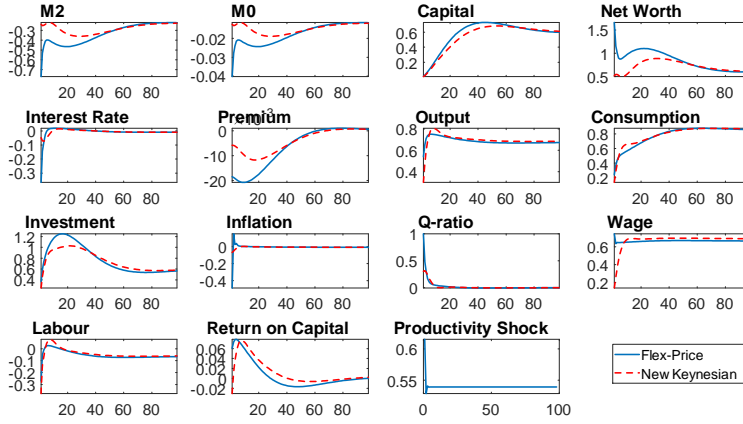 M2
-0.3
-0.4
-0.5
-0.6
-0.7
20 40 60 80
M0
-0.02
-0.03
-0.04
20 40 60 80
Capital
0.6
0.4
0.2
0
20 40 60 80
Net Worth
1.5
1
0.5
20 40 60 80
Interest Rate
0
-0.1
-0.2
-0.3
20 40 60 80
Premium
0
-10
-20
20 40 60 80
Output
0.8
0.6
0.4
20 40 60 80
Consumption
0.8
0.6
0.4
0.2
20 40 60 80
Investment
1.2
1
0.8
0.6
0.4
20 40 60 80
Inflation
0
-0.2
-0.4
20 40 60 80
Q-ratio
1
0.5
0
20 40 60 80
Wage
0.6
0.4
0.2
20 40 60 80
Labour
-0.1
-0.2
-0.3
20 40 60 80
Return on Capital
0.06
0.04
0.02
0
-0.02
20 40 60 80
Productivity Shock
0.6
0.55
0 50 100
Flex-Price
New Keynesian